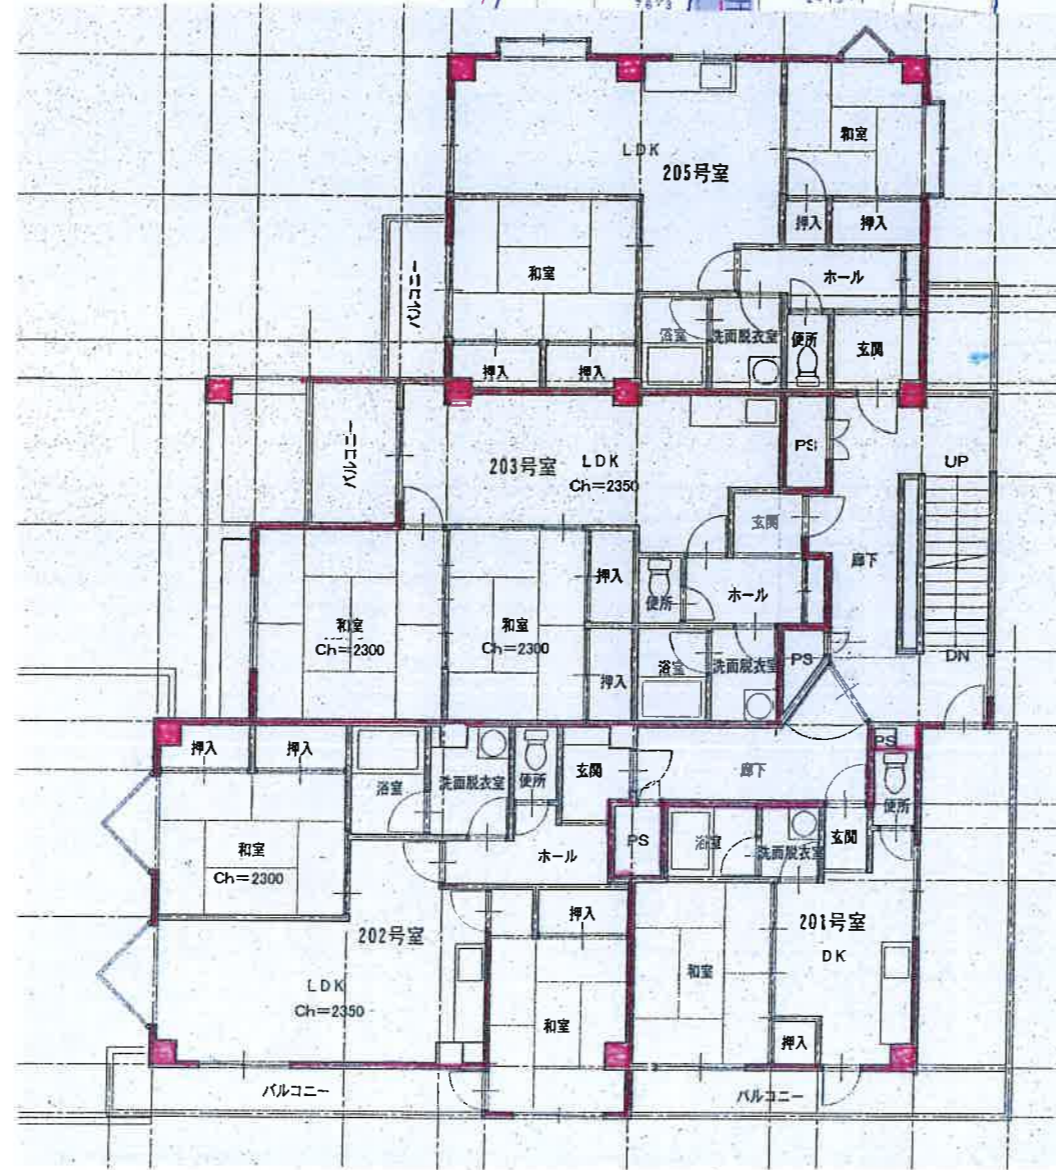 LDK
205号室
和室
押入
押入
和室
ホール
バルコニー
浴室
洗面脱衣室
便所
玄関
押入
押入
バルコニー
203号室
LDK
Ch=2350
PS
UP
玄関
廊下
押入
便所
ホール
和室
Ch=2300
和室
Ch=2300
押入
浴室
洗面脱衣室
PS
DN
押入
押入
浴室
洗面脱衣室
便所
玄関
廊下
PS
便所
和室
Ch=2300
ホール
PS
浴室
洗面脱衣室
玄関
202号室
押入
201号室
DK
LDK
Ch=2350
和室
和室
押入
バルコニー
バルコニー